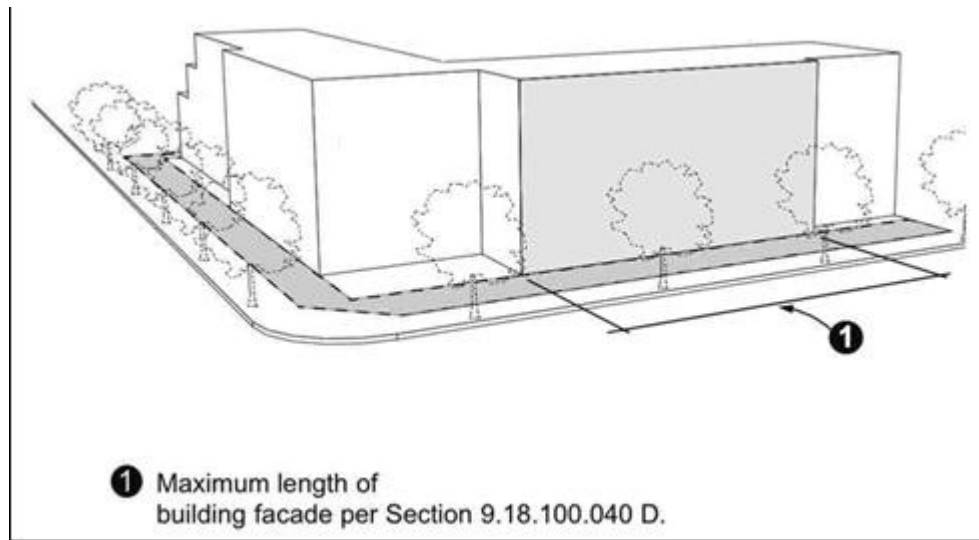 1
1 Maximum length of
building facade per Section 9.18.100.040 D.